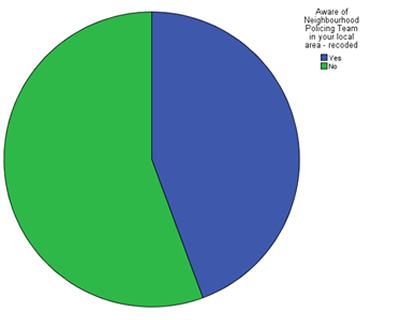 Aware of
Neighbourhood
Policing Team
in your local
area - recoded
Yes
No